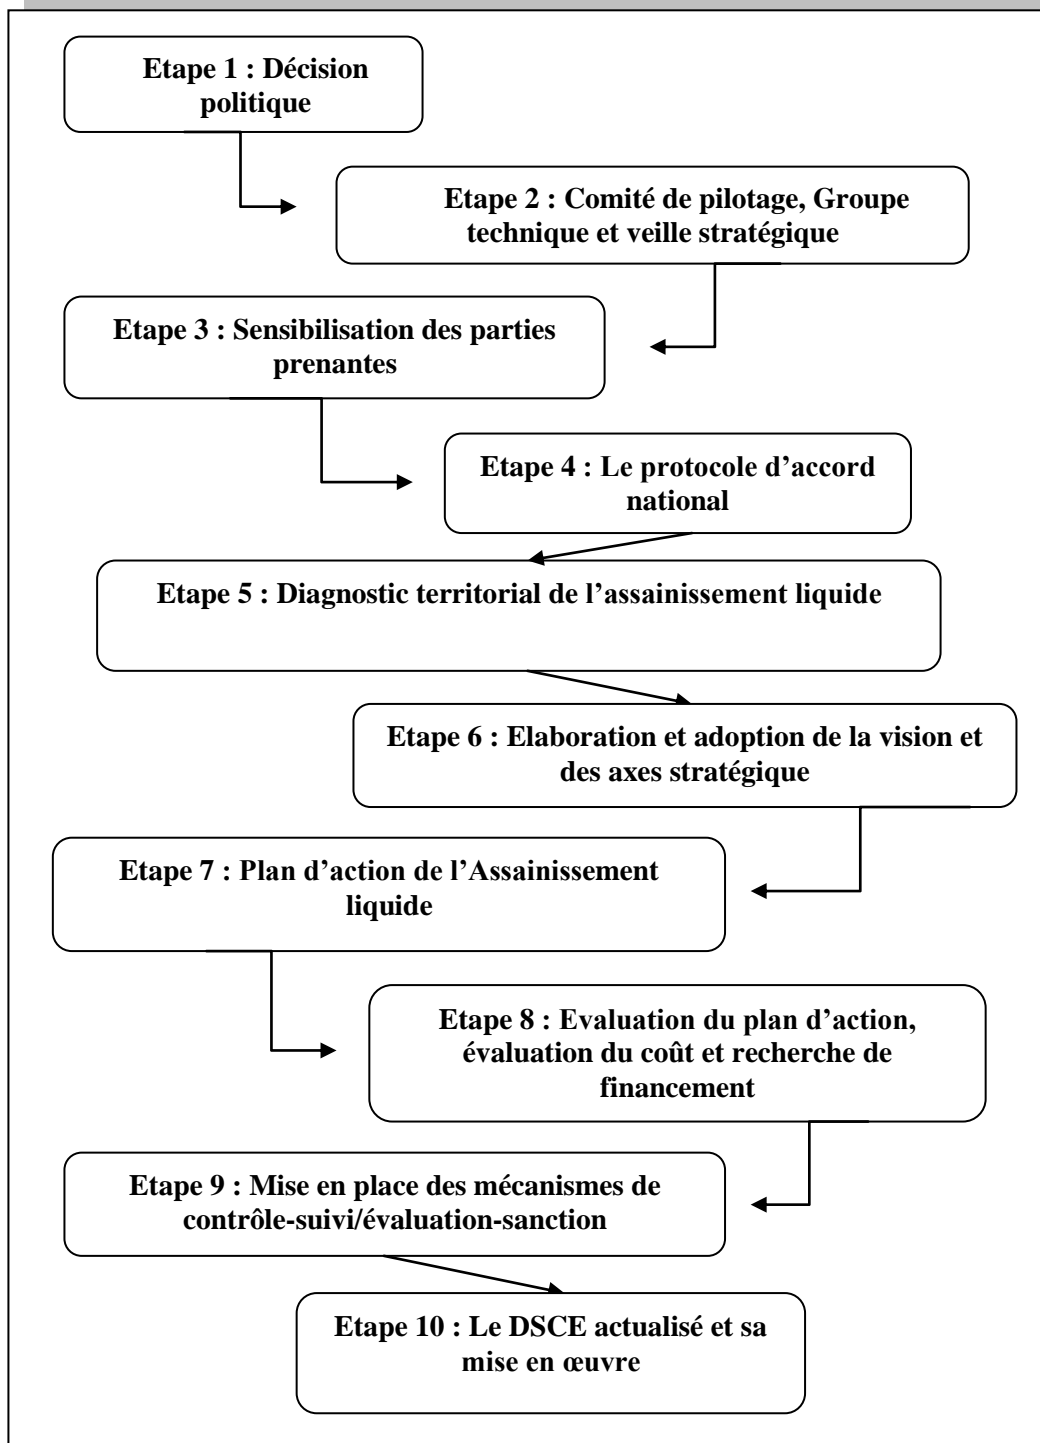 Etape 1 : Décision
politique
Etape 2 : Comité de pilotage, Groupe
technique et veille stratégique
Etape 3 : Sensibilisation des parties
prenantes
Etape 4 : Le protocole d’accord
national
Etape 5 : Diagnostic territorial de l’assainissement liquide
Etape 6 : Elaboration et adoption de la vision et
des axes stratégique
Etape 7 : Plan d’action de l’Assainissement
liquide
Etape 8 : Evaluation du plan d’action,
évaluation du coût et recherche de
financement
Etape 9 : Mise en place des mécanismes de
contrôle-suivi/évaluation-sanction
Etape 10 : Le DSCE actualisé et sa
mise en œuvre